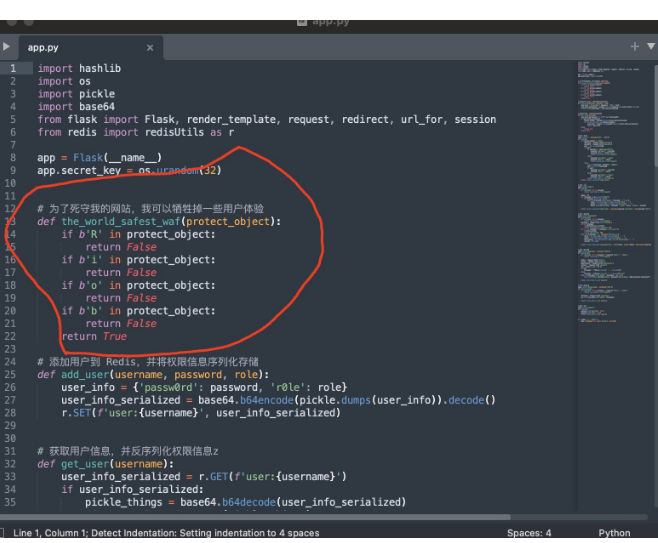 app.py
app.py ×
1 import hashlib
2 import os
3 import pickle
4 import base64
5 from flask import Flask, render_template, request, redirect, url_for, session
6 from redis import redisUtils as r
7
8 app = Flask(__name__)
9 app.secret_key = os.urandom(32)
10
11
12 # 为了死守我的网站，我可以牺牲掉一些用户体验
13 def the_world_safest_waf(protect_object):
14 if b'R' in protect_object:
15 return False
16 if b'i' in protect_object:
17 return False
18 if b'o' in protect_object:
19 return False
20 if b'b' in protect_object:
21 return False
22 return True
23
24 # 添加用户到 Redis，并将权限信息序列化存储
25 def add_user(username, password, role):
26 user_info = {'passw0rd': password, 'r0le': role}
27 user_info_serialized = base64.b64encode(pickle.dumps(user_info)).decode()
28 r.SET(f'user:{username}', user_info_serialized)
29
30
31 # 获取用户信息，并反序列化权限信息z
32 def get_user(username):
33 user_info_serialized = r.GET(f'user:{username}')
34 if user_info_serialized:
35 pickle_things = base64.b64decode(user_info_serialized)
Line 1, Column 1; Detect Indentation: Setting indentation to 4 spaces Spaces: 4 Python